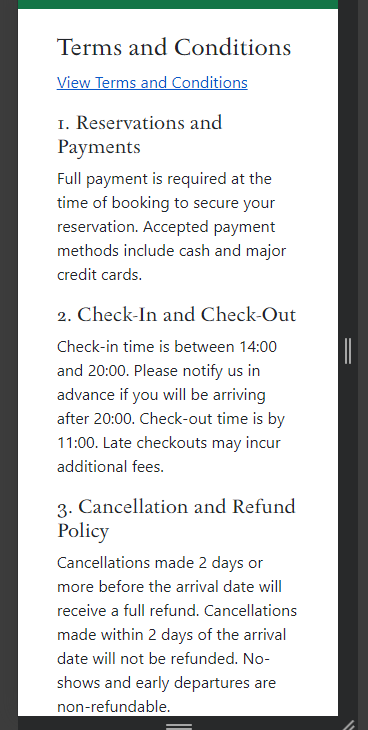 Terms and Conditions
View Terms and Conditions
1. Reservations and
Payments
Full payment is required at the
time of booking to secure your
reservation. Accepted payment
methods include cash and major
credit cards.
2. Check-In and Check-Out
Check-in time is between 14:00
and 20:00. Please notify us in
advance if you will be arriving
after 20:00. Check-out time is by
11:00. Late checkouts may incur
additional fees.
3. Cancellation and Refund
Policy
Cancellations made 2 days or
more before the arrival date will
receive a full refund. Cancellations
made within 2 days of the arrival
date will not be refunded. No-
shows and early departures are
non-refundable.